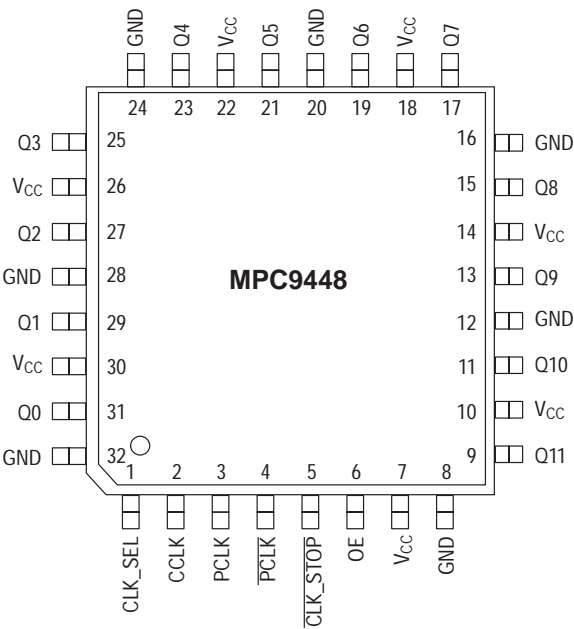 GND Q4 VCC Q5 GND Q6 VCC Q7
24 23 22 21 20 19 18 17
Q3 25 16 GND
VCC 26 15 Q8
Q2 27 14 VCC
GND 28 MPC9448 13 Q9
Q1 29 12 GND
VCC 30 11 Q10
Q0 31 10 VCC
GND 32 9 Q11
1 2 3 4 5 6 7 8
CLK_SEL CCLK PCLK PCLK CLK_STOP OE VCC GND